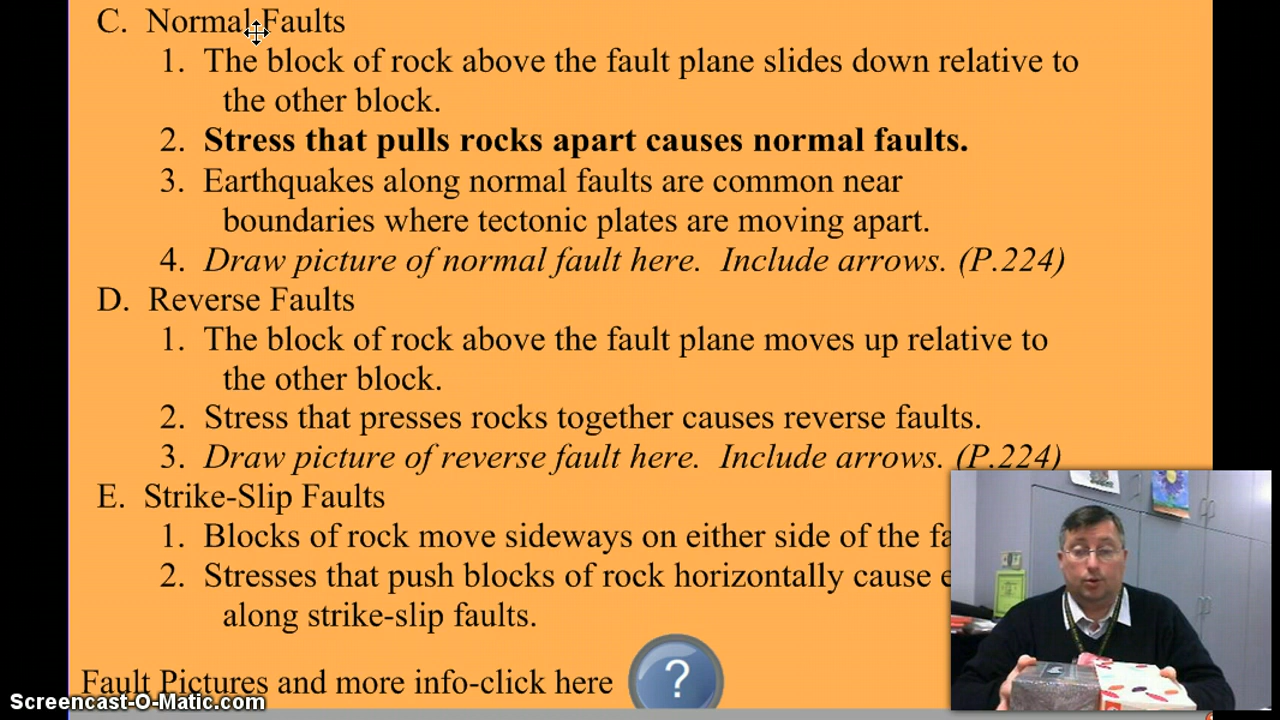 C. Normal Faults
1. The block of rock above the fault plane slides down relative to
the other block.
2. Stress that pulls rocks apart causes normal faults.
3. Earthquakes along normal faults are common near
boundaries where tectonic plates are moving apart.
4. Draw picture of normal fault here. Include arrows. (P.224)
D. Reverse Faults
1. The block of rock above the fault plane moves up relative to
the other block.
2. Stress that presses rocks together causes reverse faults.
3. Draw picture of reverse fault here. Include arrows. (P.224)
E. Strike-Slip Faults
1. Blocks of rock move sideways on either side of the
2. Stresses that push blocks of rock horizontally cause
along strike-slip faults.
Fault Pictures and more info-click here ?
Screencast-O-Matic.com